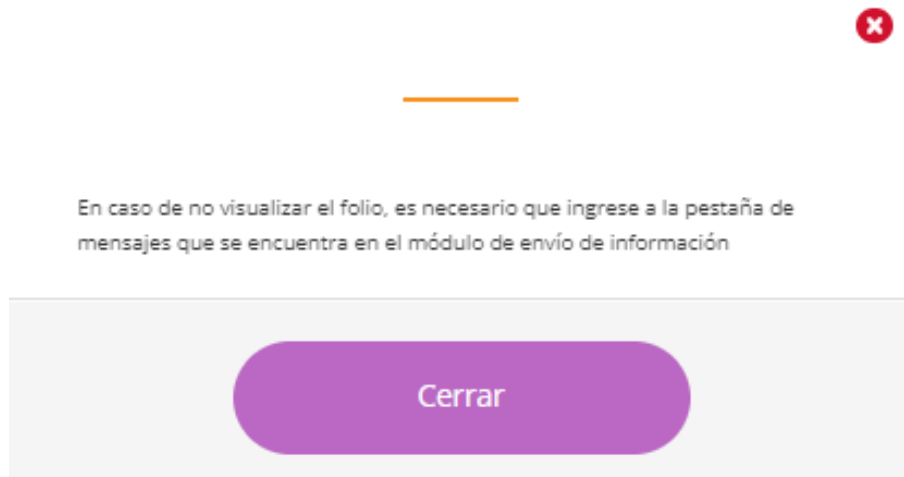 En caso de no visualizar el folio, es necesario que ingrese a la pestaña de
mensajes que se encuentra en el módulo de envío de información
Cerrar